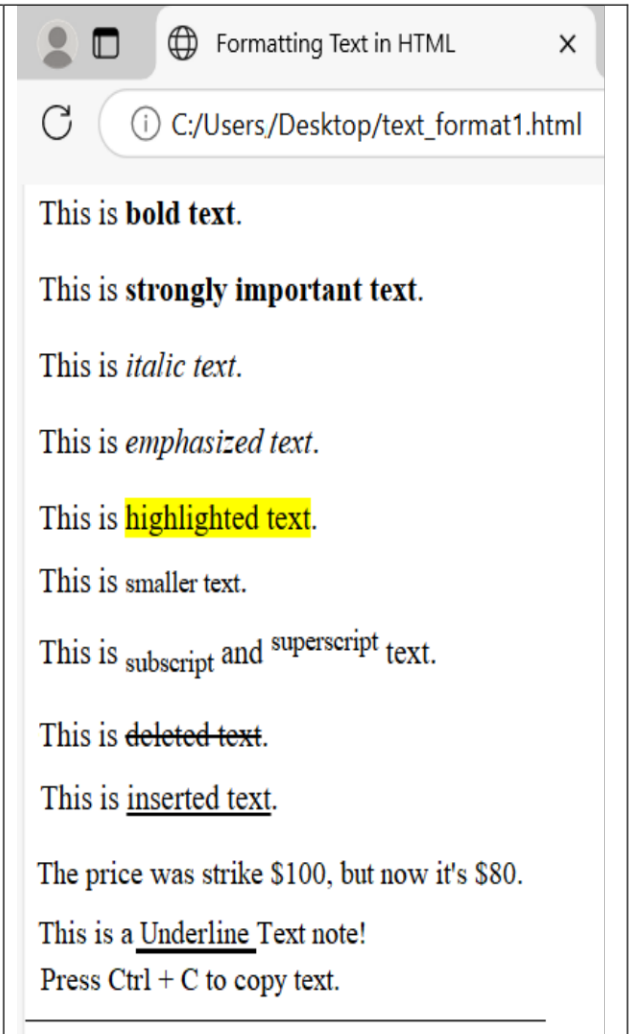 Formatting Text in HTML
C:/Users/Desktop/text_format1.html
This is bold text.
This is strongly important text.
This is italic text.
This is emphasized text.
This is highlighted text.
This is smaller text.
This is subscript and superscript text.
This is deleted text.
This is inserted text.
The price was strike $100, but now it's $80.
This is a Underline Text note!
Press Ctrl + C to copy text.